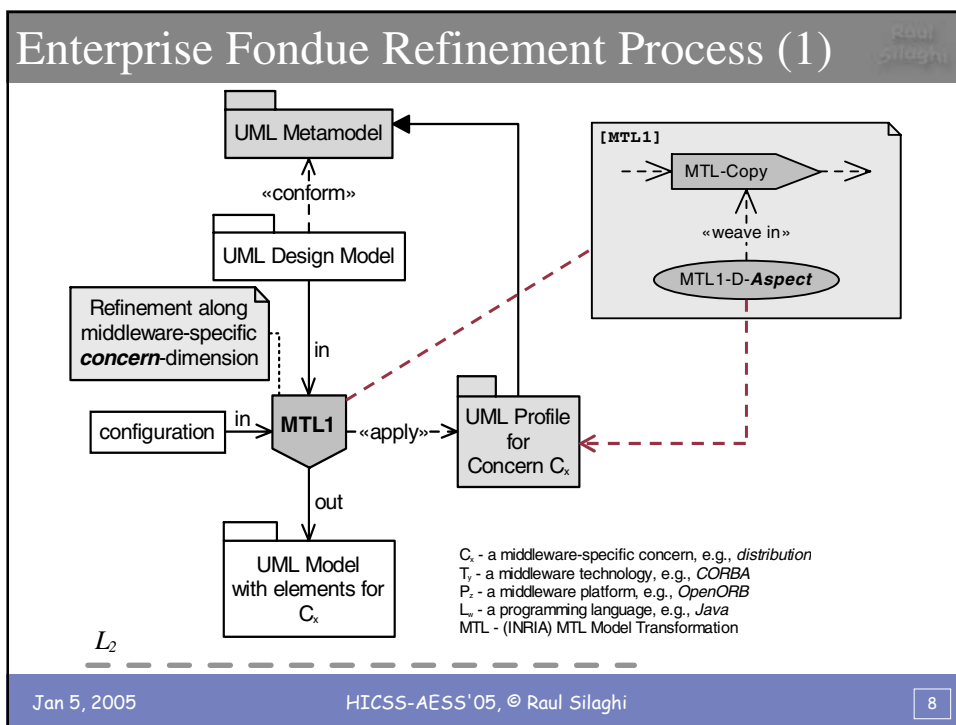 Enterprise Fondue Refinement Process (1)
Raul
Silaghi
UML Metamodel
«conform»
UML Design Model
Refinement along
middleware-specific
concern-dimension
in
configuration
in
MTL1
«apply»
UML Profile
for
Concern Cₓ
out
UML Model
with elements for
Cₓ
[MTL1]
MTL-Copy
«weave in»
MTL1-D-Aspect
Cₓ - a middleware-specific concern, e.g., distribution
Tᵧ - a middleware technology, e.g., CORBA
P_z - a middleware platform, e.g., OpenORB
L_w - a programming language, e.g., Java
MTL - (INRIA) MTL Model Transformation
L₂
Jan 5, 2005
HICSS-AESS'05, © Raul Silaghi
8